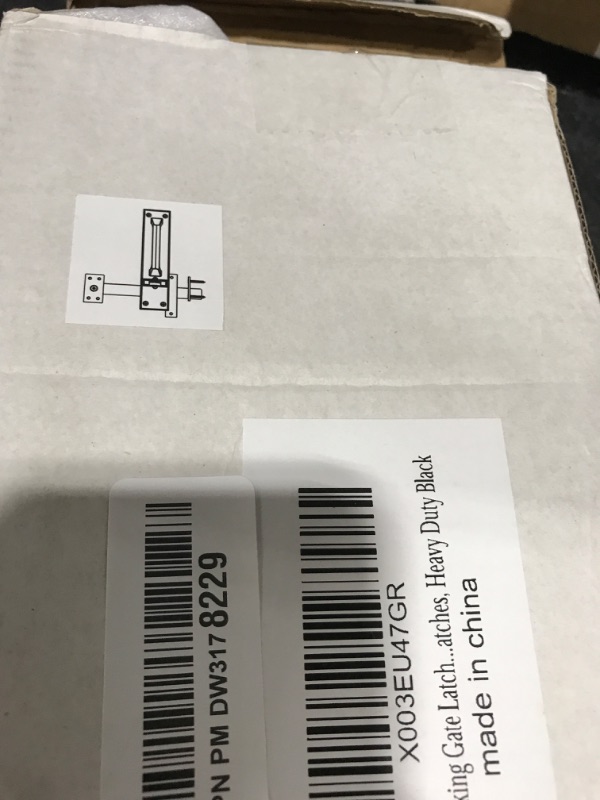 PN PM DW317 8229
X003EU47GR
king Gate Latch...atches, Heavy Duty Black
made in china